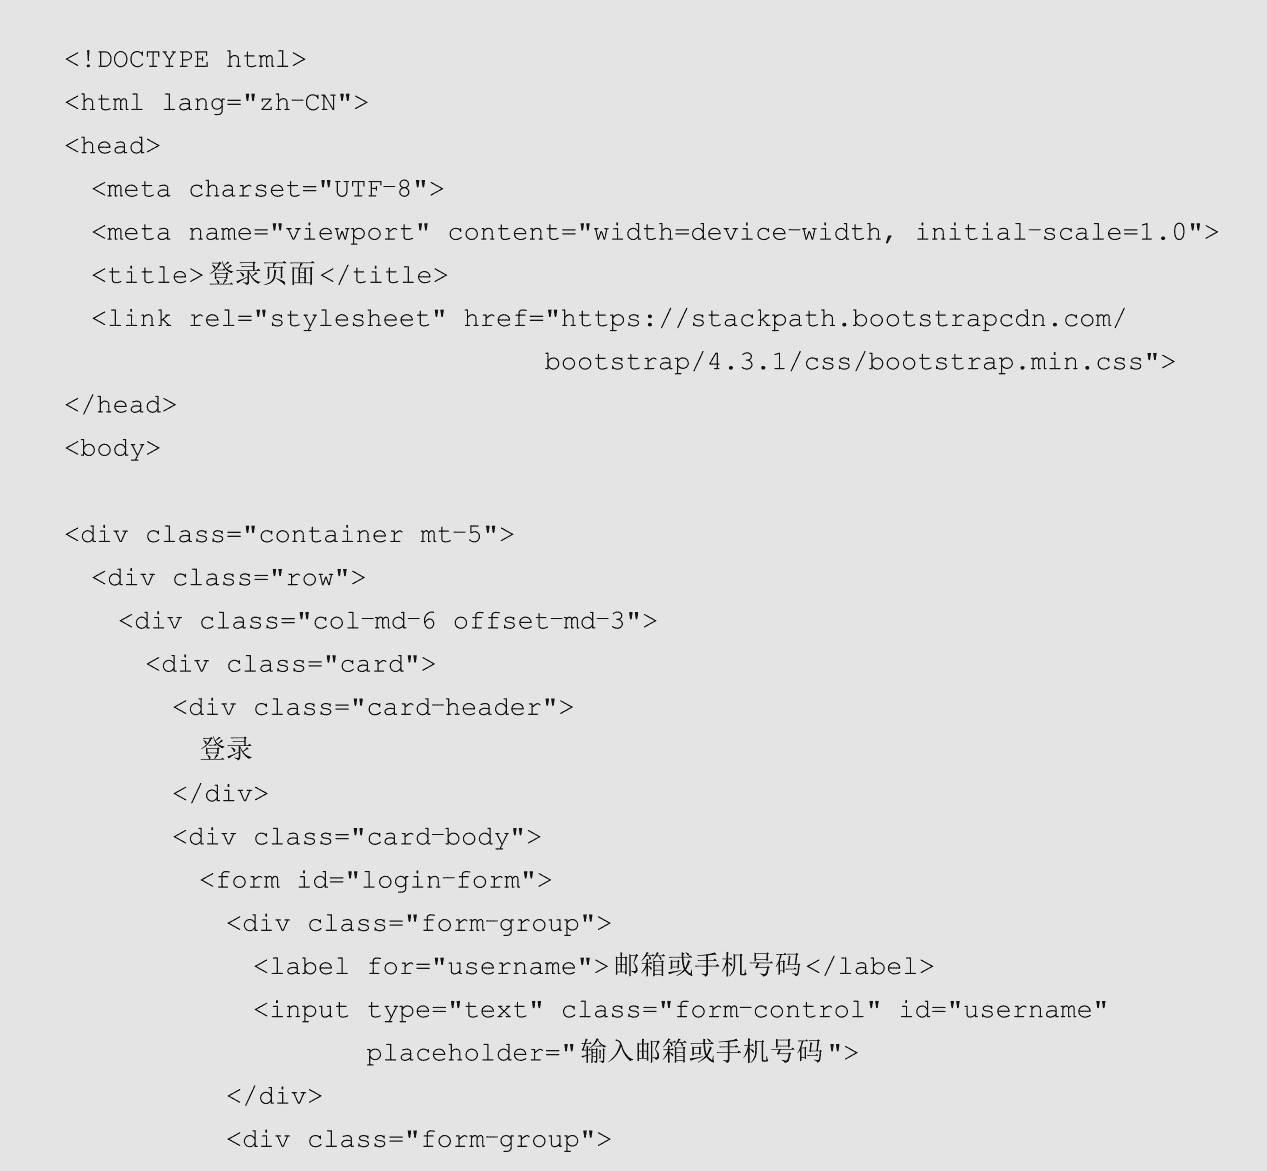 <!DOCTYPE html>
<html lang="zh-CN">
<head>
  <meta charset="UTF-8">
  <meta name="viewport" content="width=device-width, initial-scale=1.0">
  <title>登录页面</title>
  <link rel="stylesheet" href="https://stackpath.bootstrapcdn.com/
                              bootstrap/4.3.1/css/bootstrap.min.css">
</head>
<body>

<div class="container mt-5">
  <div class="row">
    <div class="col-md-6 offset-md-3">
      <div class="card">
        <div class="card-header">
          登录
        </div>
        <div class="card-body">
          <form id="login-form">
            <div class="form-group">
              <label for="username">邮箱或手机号码</label>
              <input type="text" class="form-control" id="username"
                     placeholder="输入邮箱或手机号码">
            </div>
            <div class="form-group">